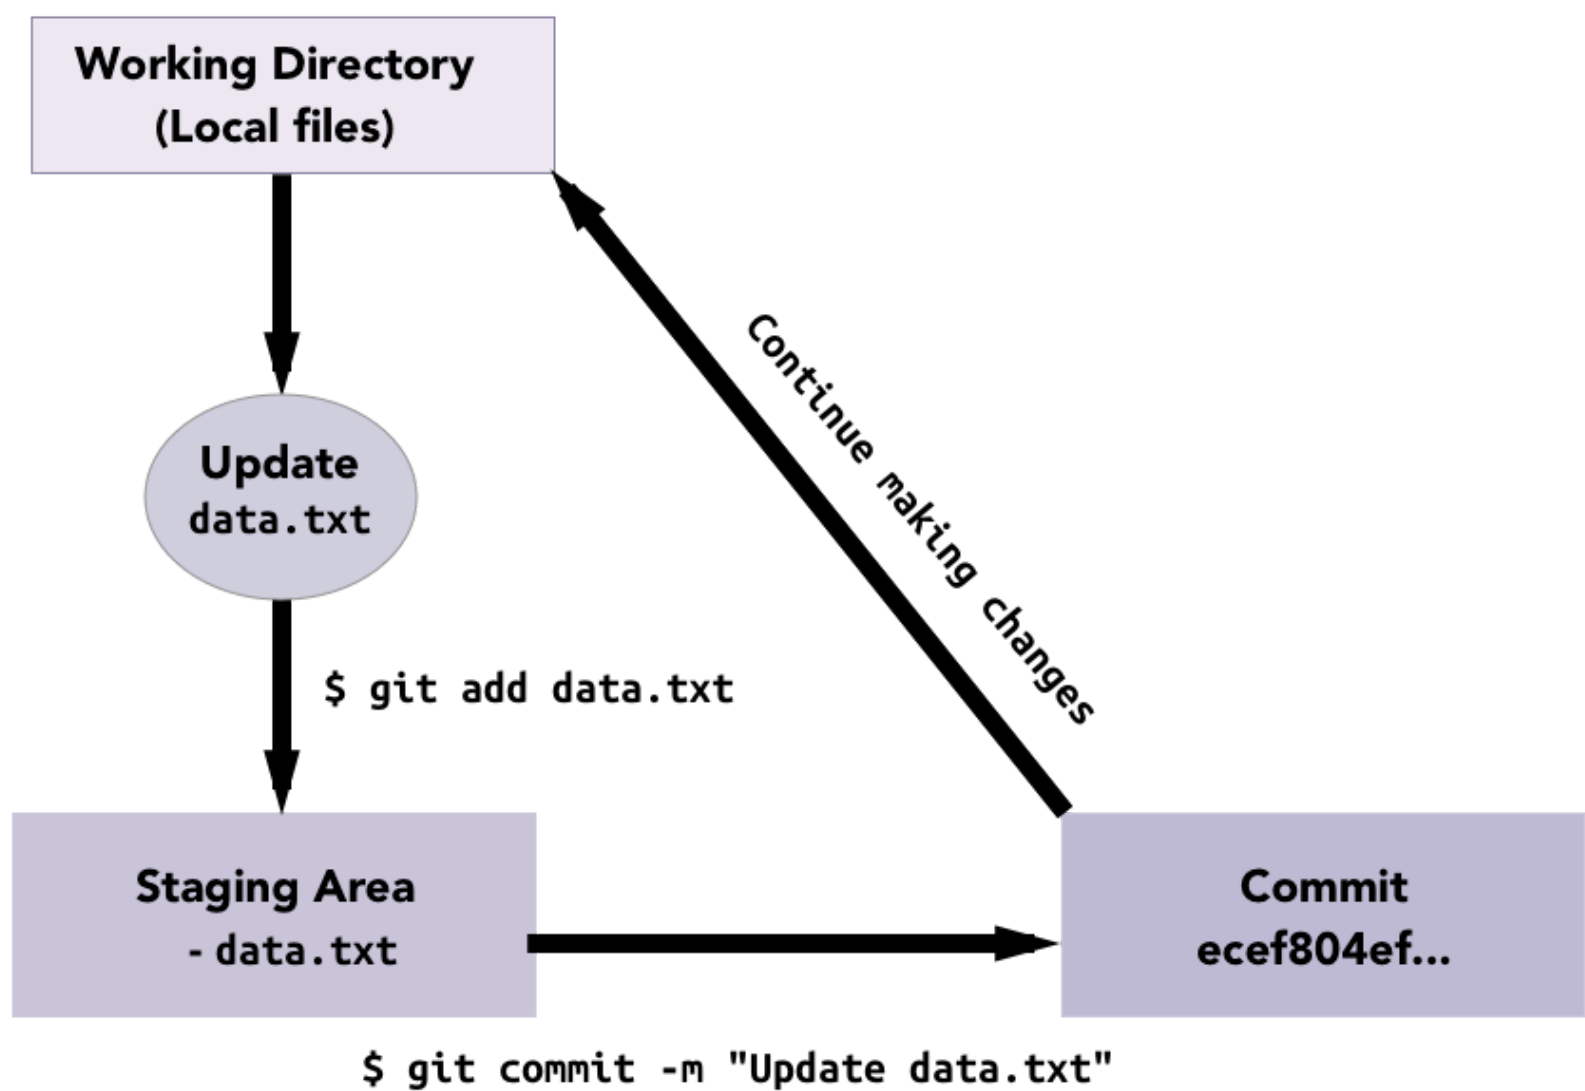 Working Directory
(Local files)
Continue making changes
Update
data.txt
$ git add data.txt
Staging Area
- data.txt
Commit
ecef804ef...
$ git commit -m "Update data.txt"